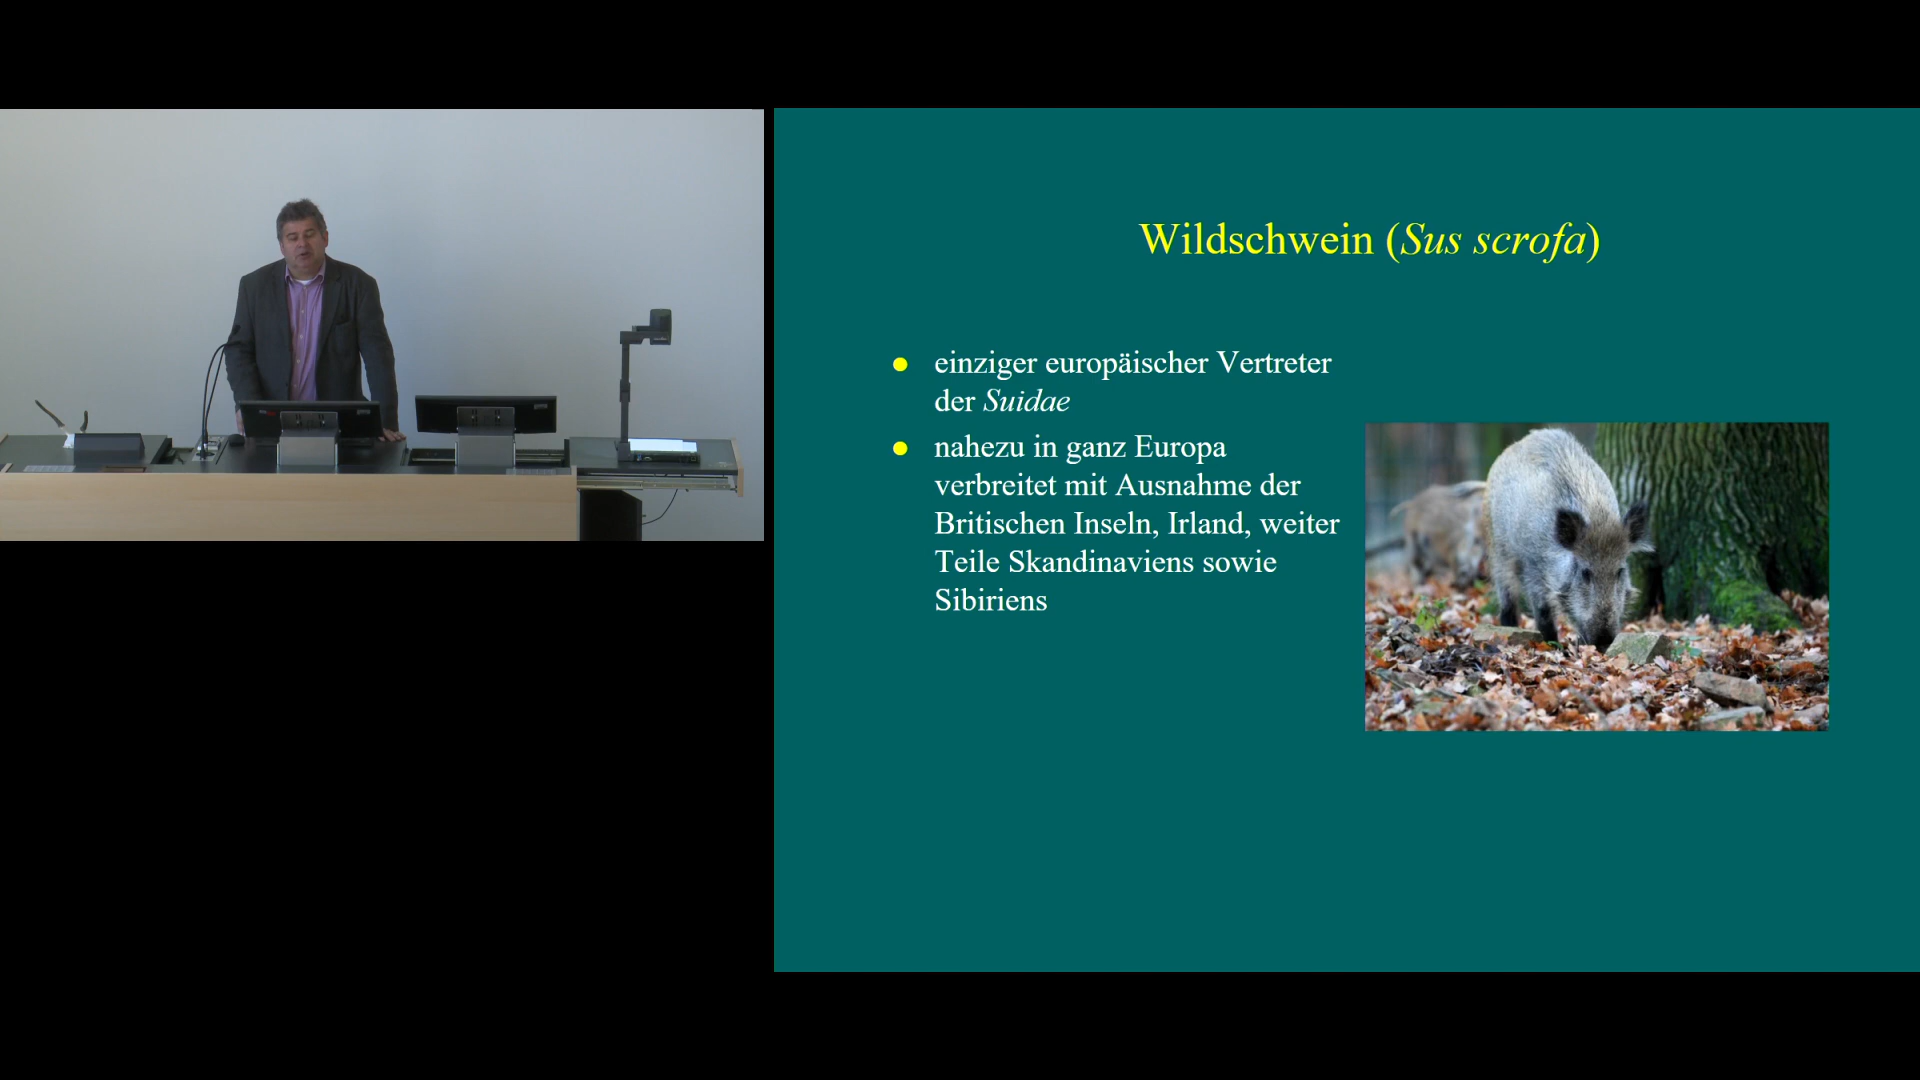 Wildschwein (Sus scrofa)
einziger europäischer Vertreter
der Suidae
nahezu in ganz Europa
verbreitet mit Ausnahme der
Britischen Inseln, Irland, weiter
Teile Skandinaviens sowie
Sibiriens